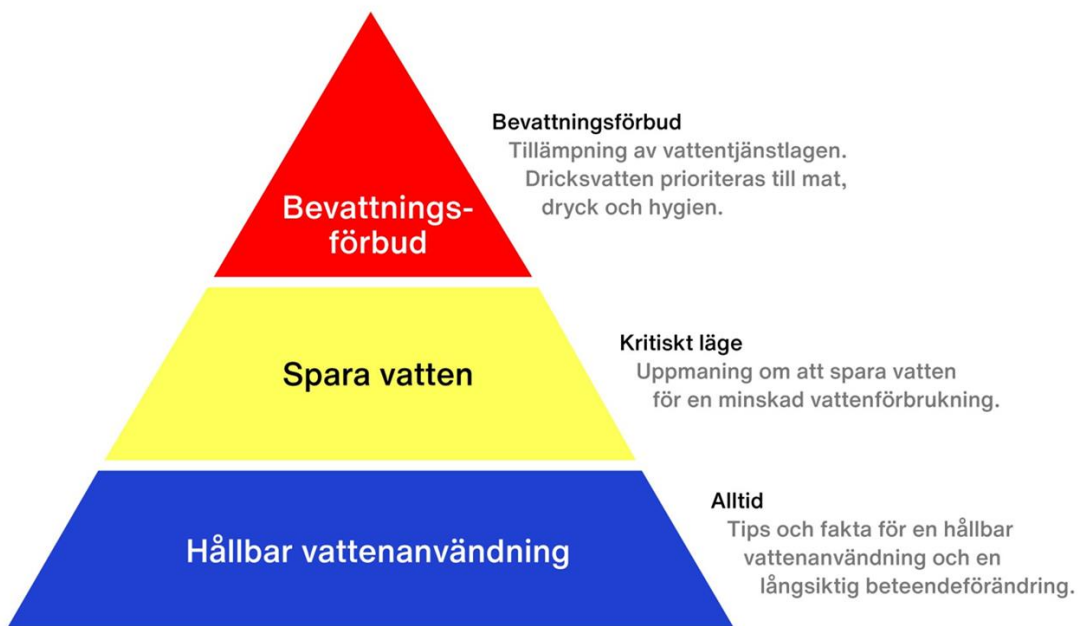 Bevattningsförbud
Tillämpning av vattentjänstlagen.
Dricksvatten prioriteras till mat,
dryck och hygien.
Bevattnings-
förbud
Kritiskt läge
Uppmaning om att spara vatten
för en minskad vattenförbrukning.
Spara vatten
Alltid
Tips och fakta för en hållbar
vattenanvändning och en
långsiktig beteendeförändring.
Hållbar vattenanvändning